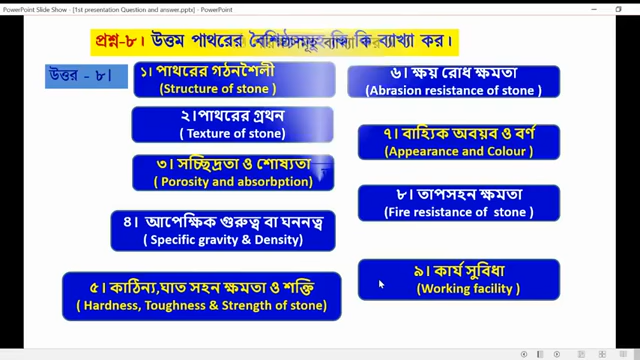 PowerPoint Slide Show - [1st presentation Question and answer.pptx] - PowerPoint
প্রশ্ন-৮। উত্তম পাথরের বৈশিষ্ট্যসমূহ কি কি ব্যাখ্যা কর।
উত্তর - ৮।
১। পাথরের গঠনশৈলী
(Structure of stone )
২। পাথরের গ্রথন
( Texture of stone)
৩। সচ্ছিদ্রতা ও শোষ্যতা
( Porosity and absorbption)
৪। আপেক্ষিক গুরুত্ব বা ঘননত্ব
( Specific gravity & Density)
৫। কাঠিন্য,ঘাত সহন ক্ষমতা ও শক্তি
( Hardness, Toughness & Strength of stone)
৬। ক্ষয় রোধ ক্ষমতা
(Abrasion resistance of stone)
৭। বাহ্যিক অবয়ব ও বর্ণ
(Appearance and Colour)
৮। তাপসহন ক্ষমতা
(Fire resistance of  stone )
৯। কার্য সুবিধা
(Working facility )